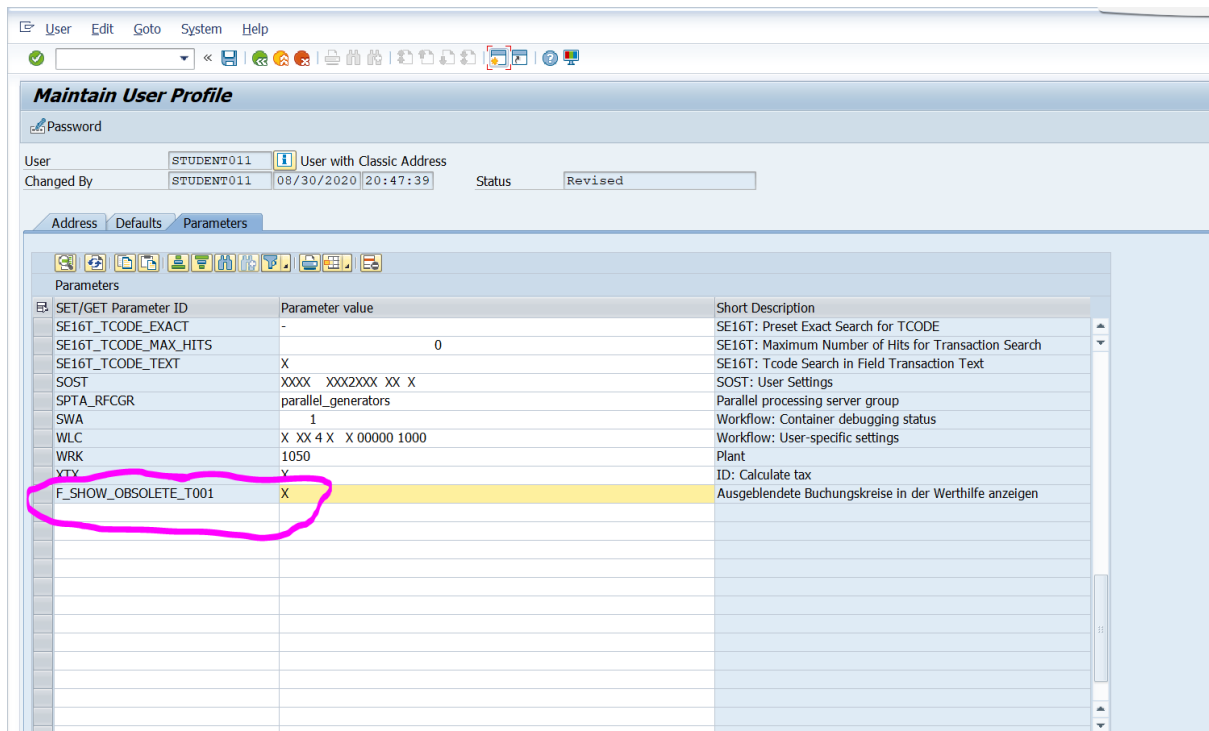 User Edit Goto System Help
Maintain User Profile
Password
User STUDENT011 User with Classic Address
Changed By STUDENT011 08/30/2020 20:47:39 Status Revised
Address Defaults Parameters
Parameters
SET/GET Parameter ID Parameter value Short Description
SE16T_TCODE_EXACT - SE16T: Preset Exact Search for TCODE
SE16T_TCODE_MAX_HITS 0 SE16T: Maximum Number of Hits for Transaction Search
SE16T_TCODE_TEXT X SE16T: Tcode Search in Field Transaction Text
SOST XXXX XXX2XXX XX X SOST: User Settings
SPTA_RFCGR parallel_generators Parallel processing server group
SWA 1 Workflow: Container debugging status
WLC X XX 4 X X 00000 1000 Workflow: User-specific settings
WRK 1050 Plant
XTX X ID: Calculate tax
F_SHOW_OBSOLETE_T001 X Ausgeblendete Buchungskreise in der Werthilfe anzeigen